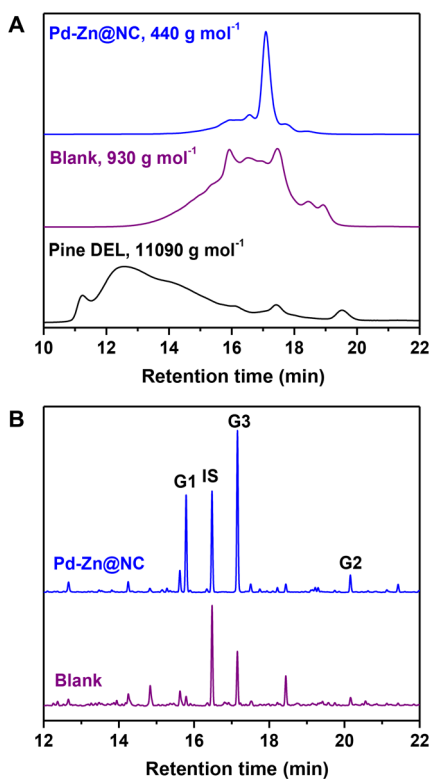 A
Pd-Zn@NC, 440 g mol⁻¹
Blank, 930 g mol⁻¹
Pine DEL, 11090 g mol⁻¹
10 12 14 16 18 20 22
Retention time (min)
B
G3
G1 IS
G2
Pd-Zn@NC
Blank
12 14 16 18 20 22
Retention time (min)